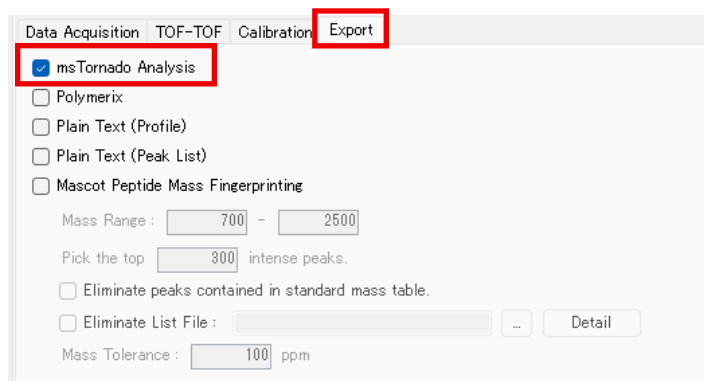 Data Acquisition TOF-TOF Calibration Export
msTornado Analysis
Polymerix
Plain Text (Profile)
Plain Text (Peak List)
Mascot Peptide Mass Fingerprinting
Mass Range : 700 - 2500
Pick the top 300 intense peaks.
Eliminate peaks contained in standard mass table.
Eliminate List File : ... Detail
Mass Tolerance : 100 ppm